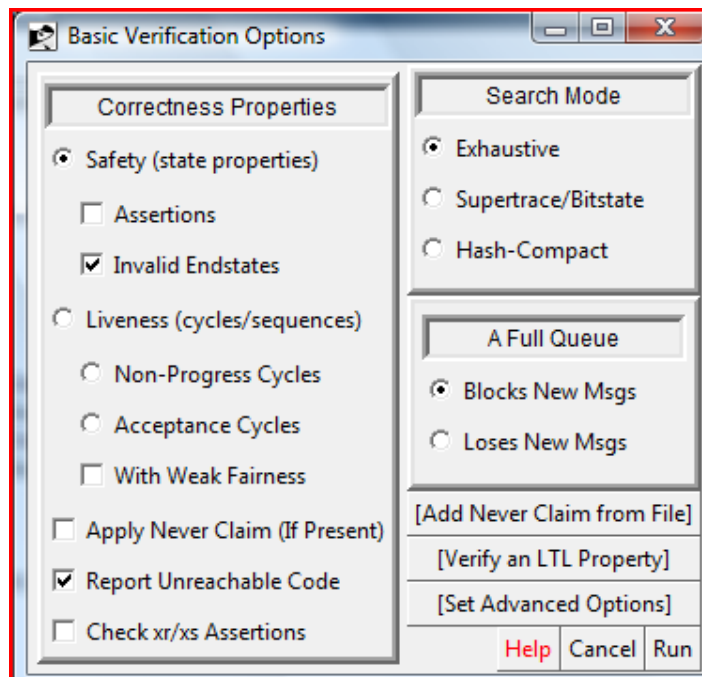 Basic Verification Options
Correctness Properties
Safety (state properties)
Assertions
Invalid Endstates
Liveness (cycles/sequences)
Non-Progress Cycles
Acceptance Cycles
With Weak Fairness
Apply Never Claim (If Present)
Report Unreachable Code
Check xr/xs Assertions
Search Mode
Exhaustive
Supertrace/Bitstate
Hash-Compact
A Full Queue
Blocks New Msgs
Loses New Msgs
[Add Never Claim from File]
[Verify an LTL Property]
[Set Advanced Options]
Help Cancel Run